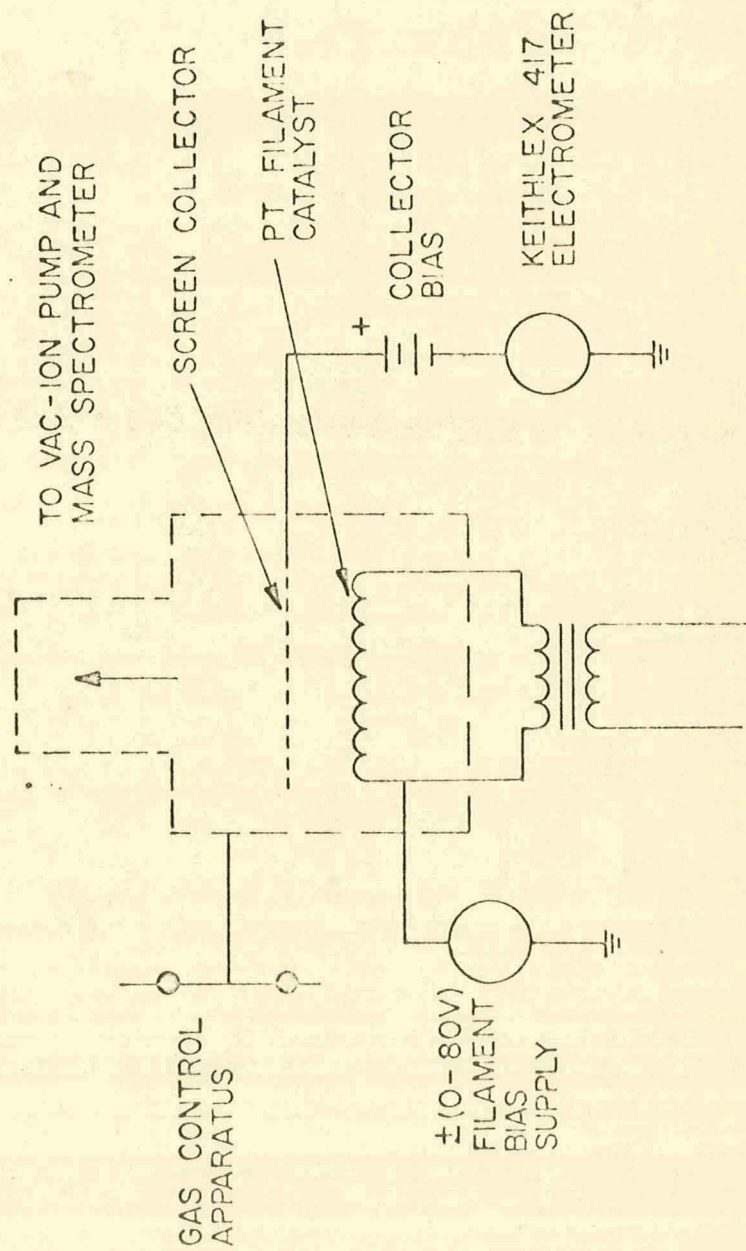 TO VAC-ION PUMP AND
MASS SPECTROMETER
SCREEN COLLECTOR
PT FILAMENT
CATALYST
COLLECTOR
BIAS
+
KEITHLEX 417
ELECTROMETER
GAS CONTROL
APPARATUS
±(0-80V)
FILAMENT
BIAS
SUPPLY